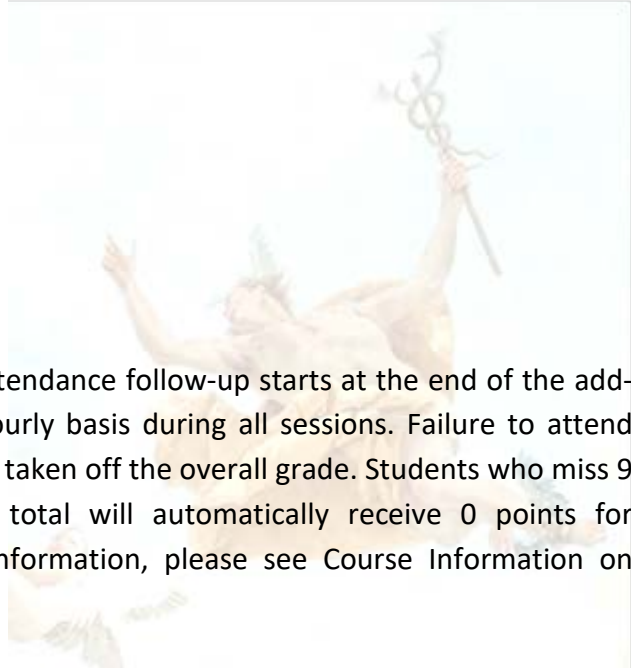 tendance follow-up starts at the end of the add-
ourly basis during all sessions. Failure to attend
taken off the overall grade. Students who miss 9
total will automatically receive 0 points for
nformation, please see Course Information on